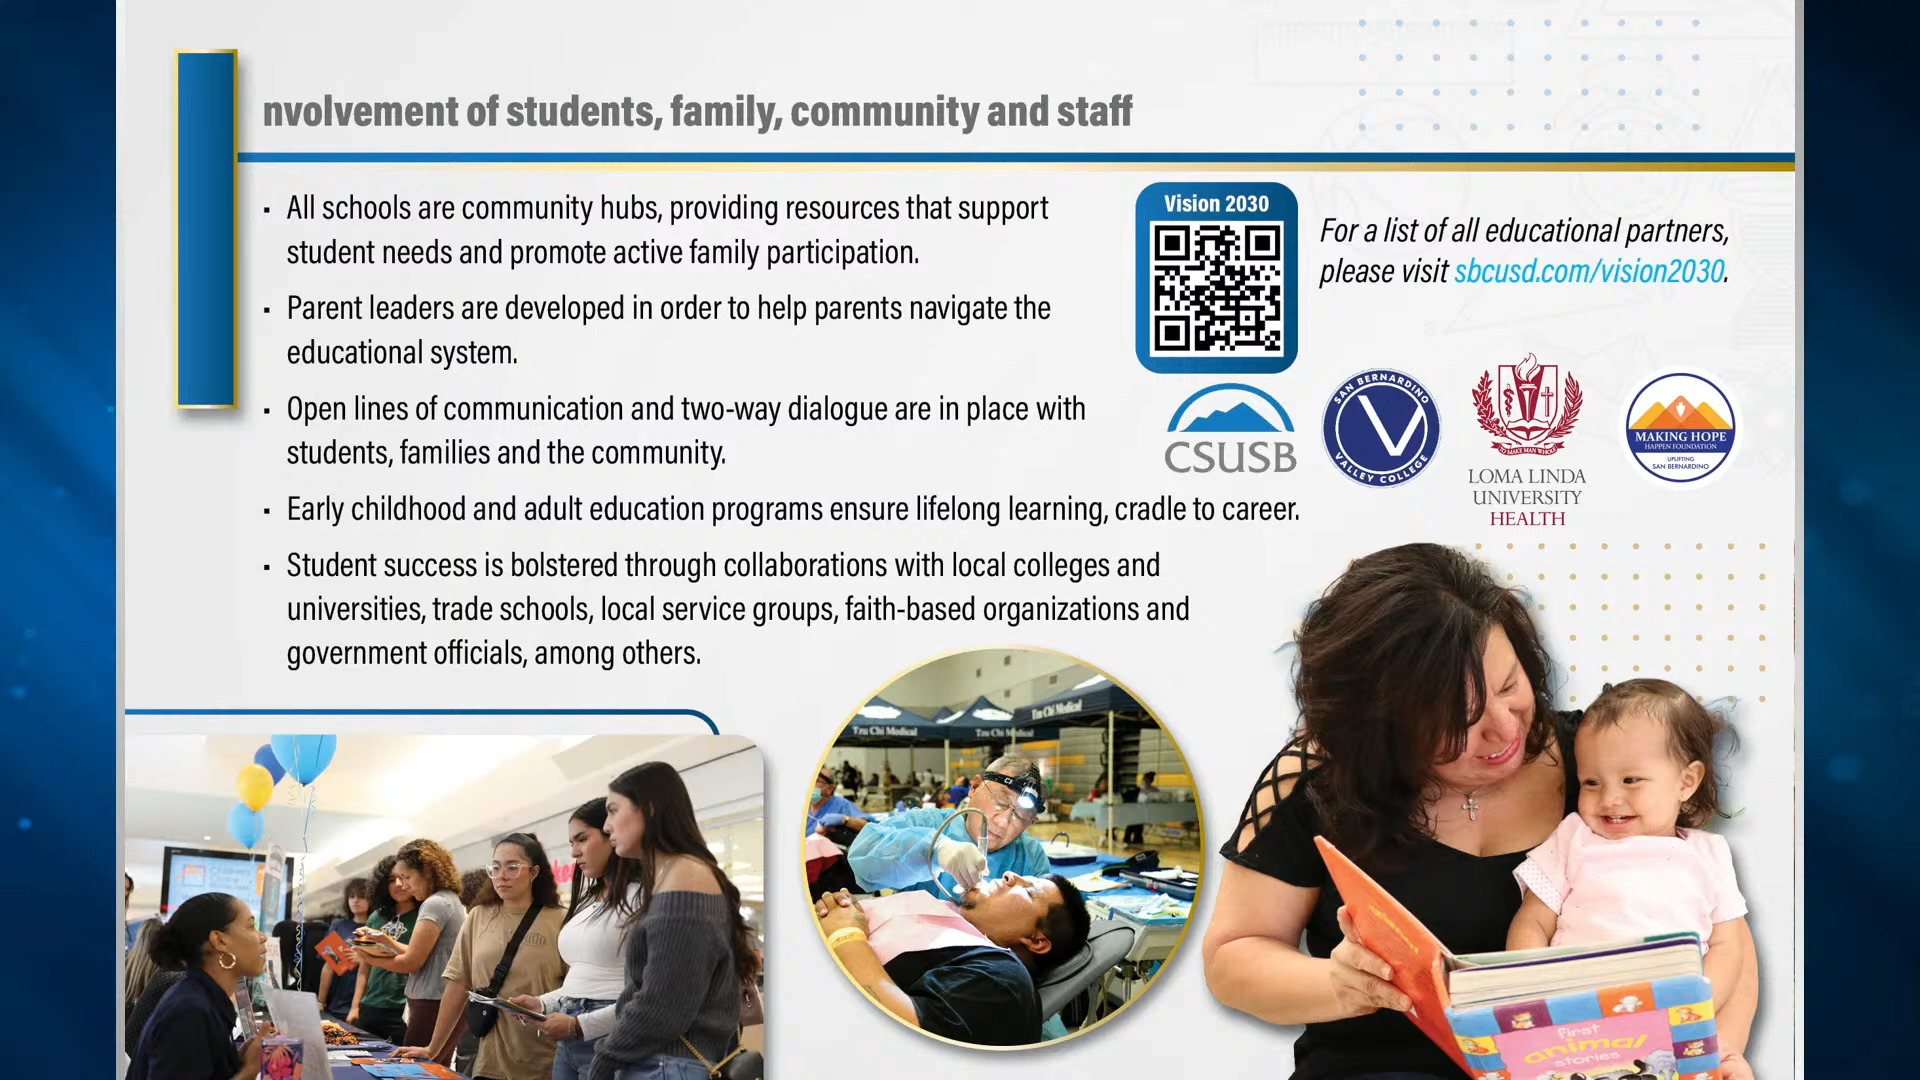 Involvement of students, family, community and staff
▪ All schools are community hubs, providing resources that support
student needs and promote active family participation.
▪ Parent leaders are developed in order to help parents navigate the
educational system.
▪ Open lines of communication and two-way dialogue are in place with
students, families and the community.
▪ Early childhood and adult education programs ensure lifelong learning, cradle to career.
▪ Student success is bolstered through collaborations with local colleges and
universities, trade schools, local service groups, faith-based organizations and
government officials, among others.
Vision 2030
For a list of all educational partners,
please visit sbcusd.com/vision2030.
CSUSB
SAN BERNARDINO
V
VALLEY COLLEGE
TO MAKE MAN WHOLE
LOMA LINDA
UNIVERSITY
HEALTH
MAKING HOPE
HAPPEN FOUNDATION
UPLIFTING
SAN BERNARDINO
Tzu Chi Medical
Tzu Chi Medical
Tzu Chi Medical
first
animal
stories